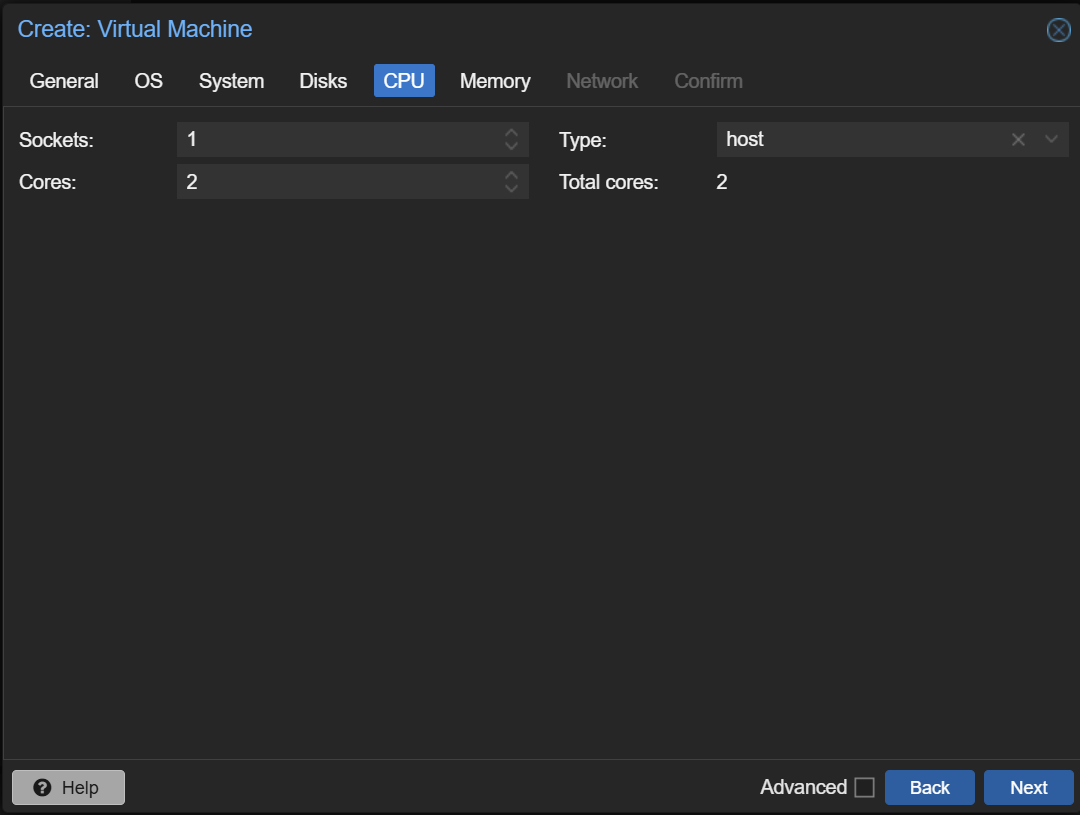 Create: Virtual Machine
General OS System Disks CPU Memory Network Confirm
Sockets: 1 Type: host
Cores: 2 Total cores: 2
Help Advanced Back Next